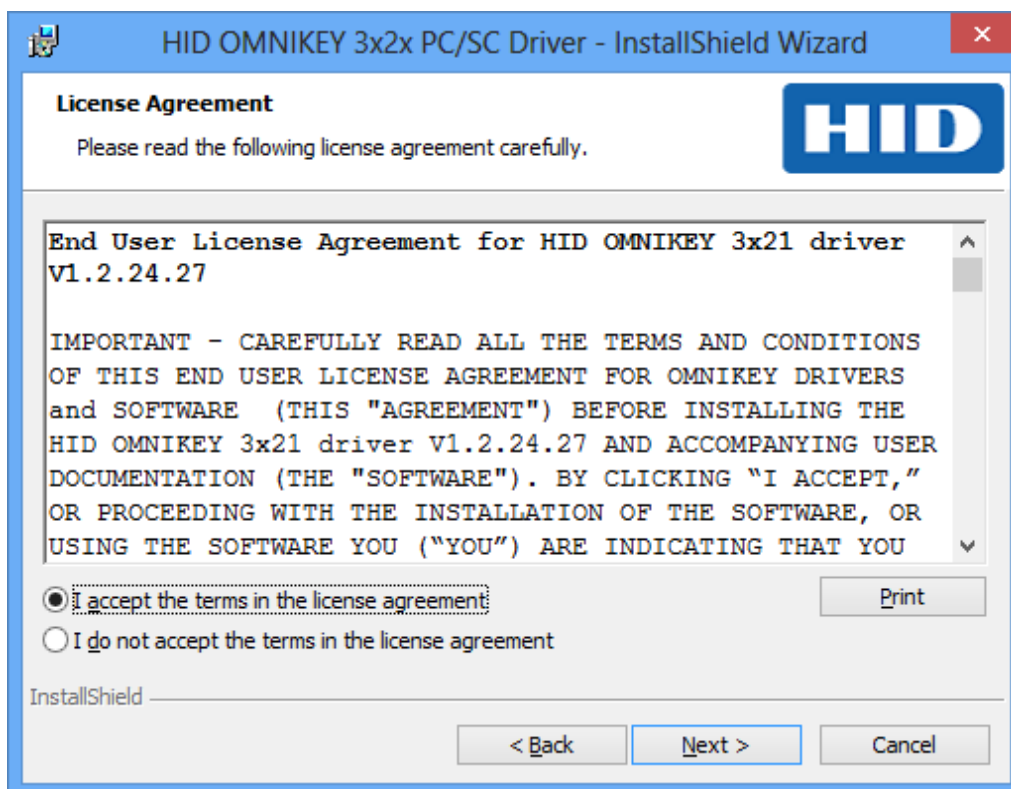 HID OMNIKEY 3x2x PC/SC Driver - InstallShield Wizard
License Agreement
Please read the following license agreement carefully.
HID
End User License Agreement for HID OMNIKEY 3x21 driver
V1.2.24.27
IMPORTANT - CAREFULLY READ ALL THE TERMS AND CONDITIONS
OF THIS END USER LICENSE AGREEMENT FOR OMNIKEY DRIVERS
and SOFTWARE  (THIS "AGREEMENT") BEFORE INSTALLING THE
HID OMNIKEY 3x21 driver V1.2.24.27 AND ACCOMPANYING USER
DOCUMENTATION (THE "SOFTWARE"). BY CLICKING “I ACCEPT,”
OR PROCEEDING WITH THE INSTALLATION OF THE SOFTWARE, OR
USING THE SOFTWARE YOU (“YOU”) ARE INDICATING THAT YOU
I accept the terms in the license agreement
Print
I do not accept the terms in the license agreement
InstallShield
< Back
Next >
Cancel